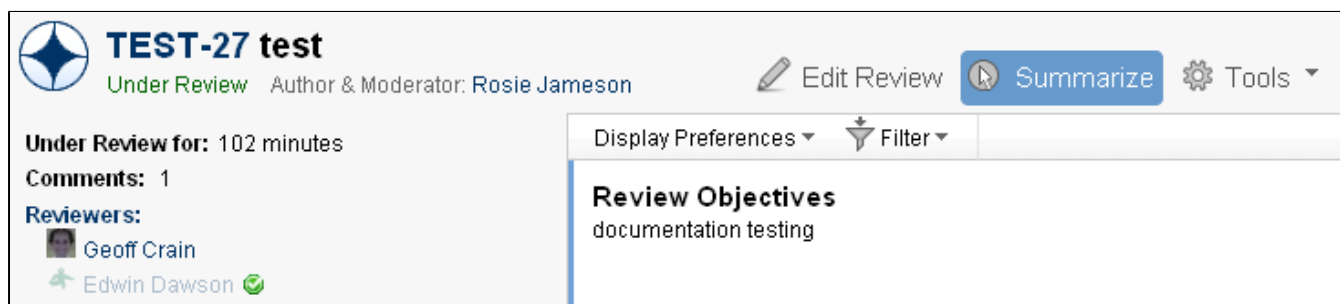 TEST-27 test
Under Review Author & Moderator: Rosie Jameson
Edit Review Summarize Tools
Under Review for: 102 minutes
Comments: 1
Reviewers:
Geoff Crain
Edwin Dawson
Display Preferences Filter
Review Objectives
documentation testing